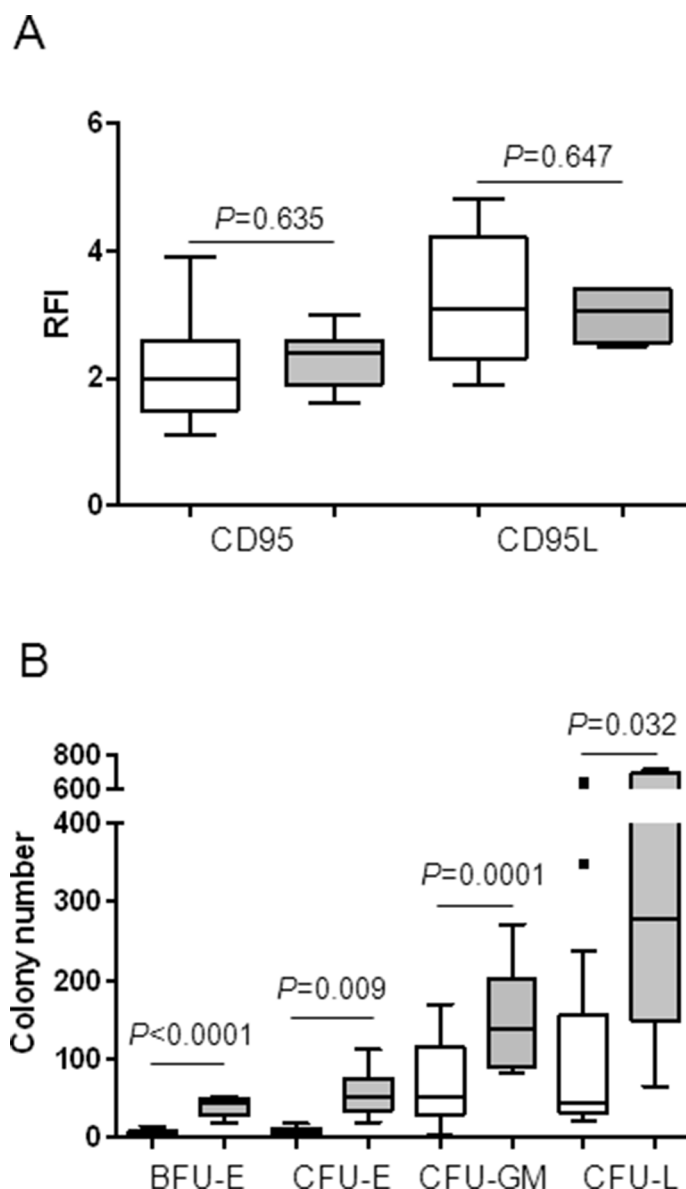 A
6
P=0.647
P=0.635
4
RFI
2
0
CD95 CD95L
B
P=0.032
800
600
400
P=0.0001
300
Colony number
P=0.009
200
P<0.0001
100
0
BFU-E CFU-E CFU-GM CFU-L